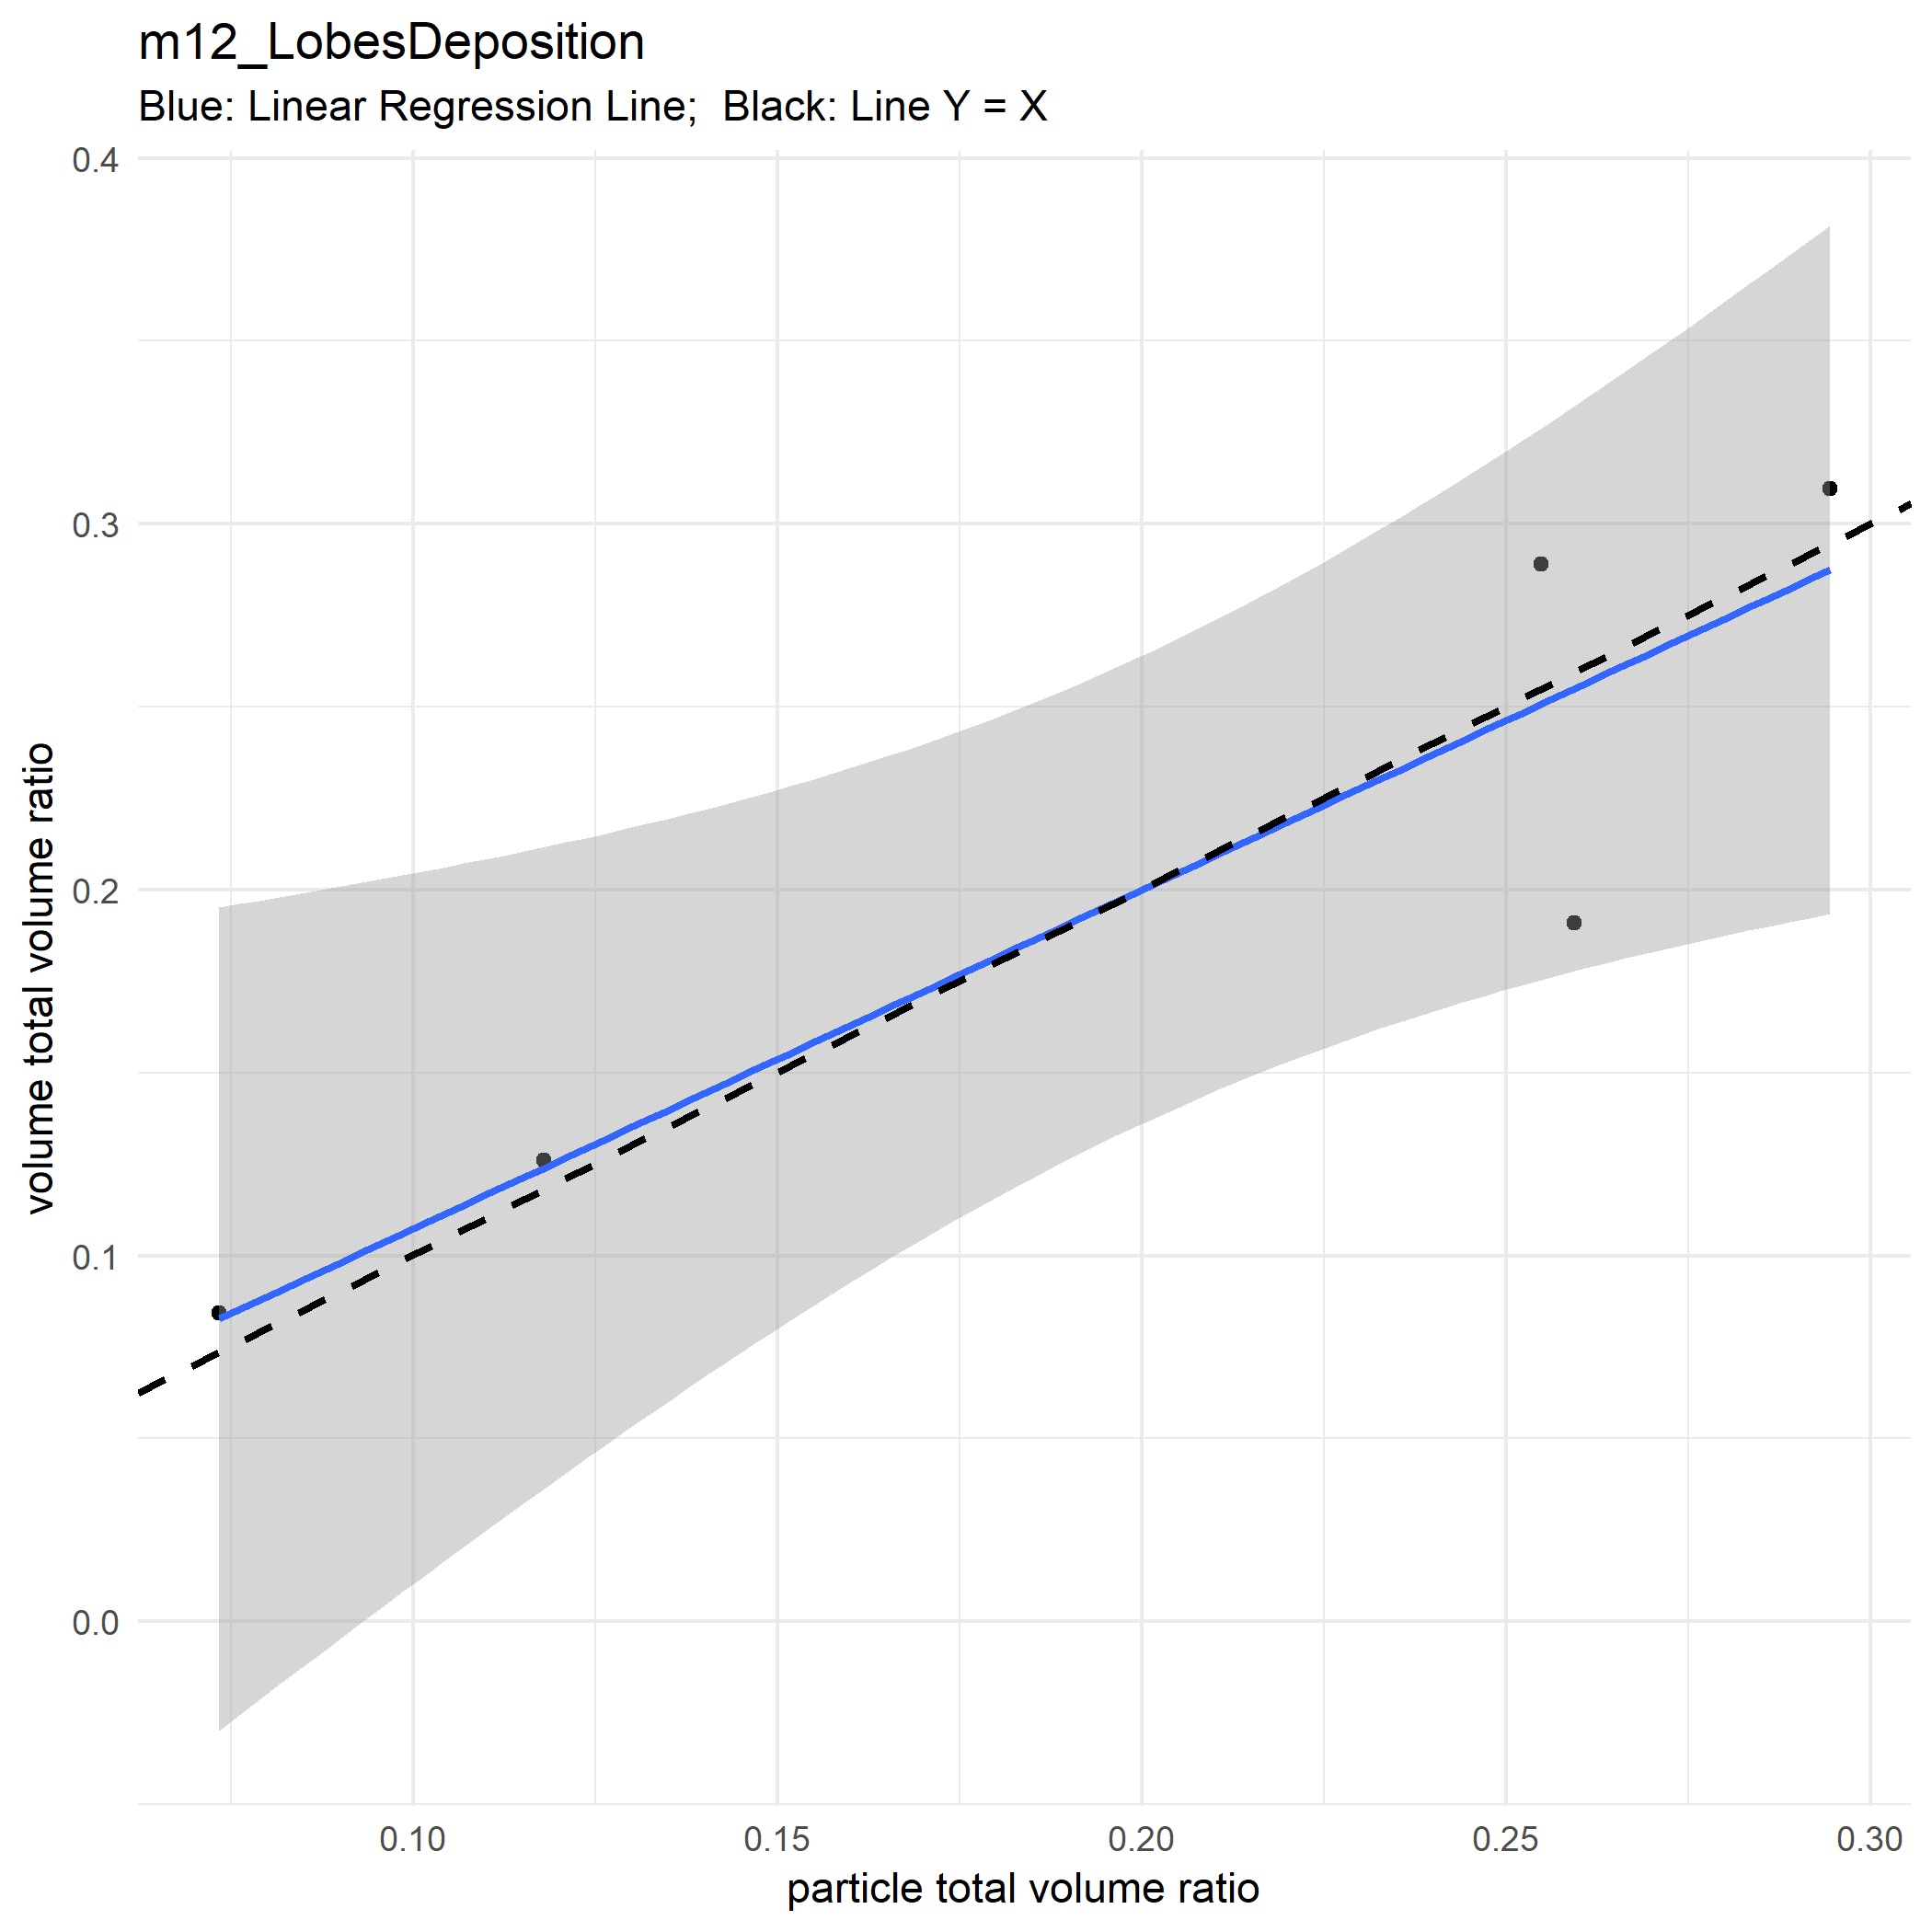 m12_LobesDeposition
Blue: Linear Regression Line;  Black: Line Y = X
0.4
0.3
0.2
0.1
0.0
volume total volume ratio
0.10 0.15 0.20 0.25 0.30
particle total volume ratio